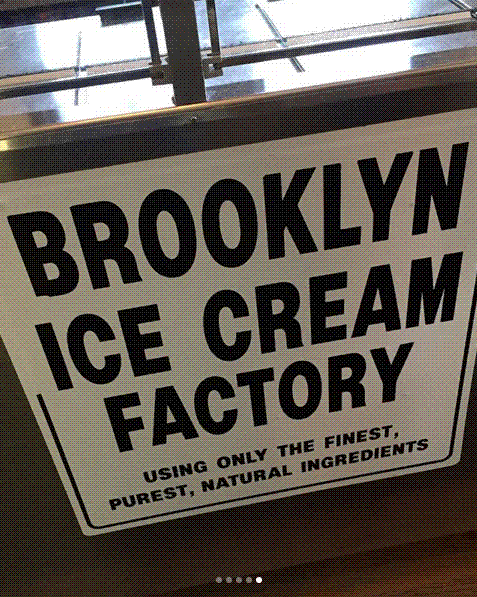 BROOKLYN
ICE CREAM
FACTORY
USING ONLY THE FINEST,
PUREST, NATURAL INGREDIENTS